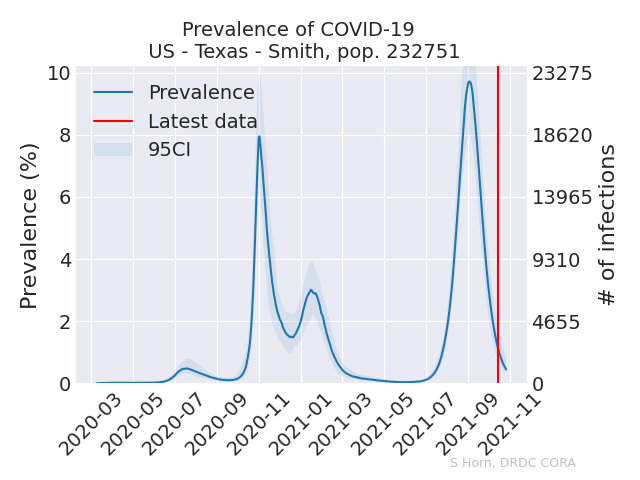 Prevalence of COVID-19
US - Texas - Smith, pop. 232751
Prevalence
Latest data
95CI
Prevalence (%)
10
8
6
4
2
0
23275
18620
13965
9310
4655
0
# of infections
2020-03
2020-05
2020-07
2020-09
2020-11
2021-01
2021-03
2021-05
2021-07
2021-09
2021-11
S Horn, DRDC CORA